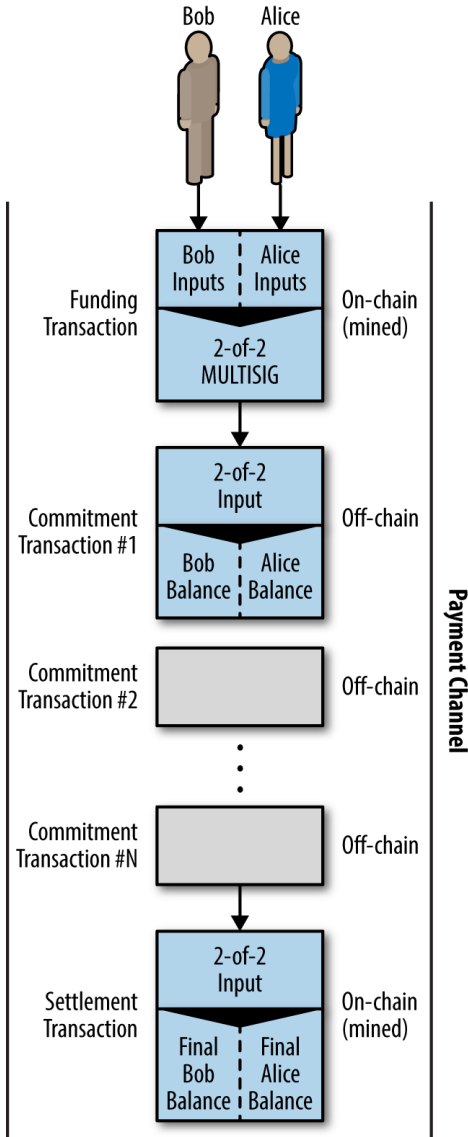 Bob
Alice
Funding
Transaction
Bob
Inputs
Alice
Inputs
2-of-2
MULTISIG
On-chain
(mined)
Commitment
Transaction #1
2-of-2
Input
Bob
Balance
Alice
Balance
Off-chain
Commitment
Transaction #2
Off-chain
Commitment
Transaction #N
Off-chain
Settlement
Transaction
2-of-2
Input
Final
Bob
Balance
Final
Alice
Balance
On-chain
(mined)
Payment Channel